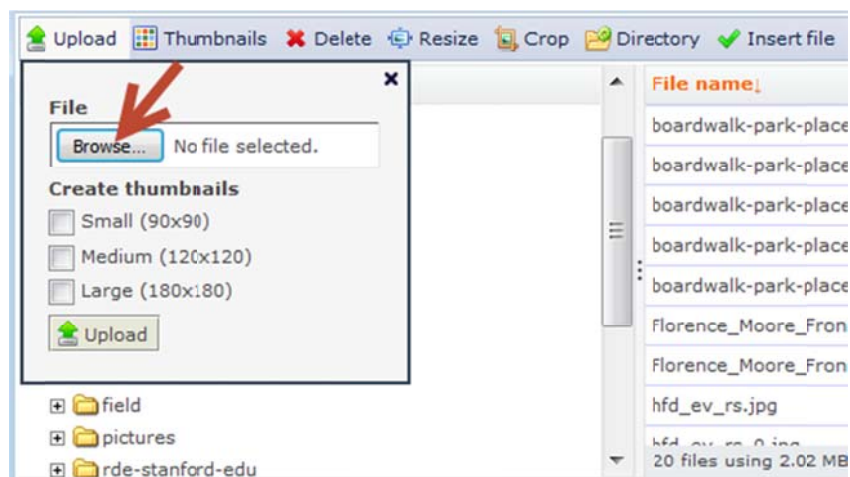 Upload Thumbnails Delete Resize Crop Directory Insert file
File
Browse... No file selected.
Create thumbnails
Small (90x90)
Medium (120x120)
Large (180x180)
Upload
field
pictures
rde-stanford-edu
File name↓
boardwalk-park-place
boardwalk-park-place
boardwalk-park-place
boardwalk-park-place
boardwalk-park-place
Florence_Moore_Fron
Florence_Moore_Fron
hfd_ev_rs.jpg
20 files using 2.02 MB